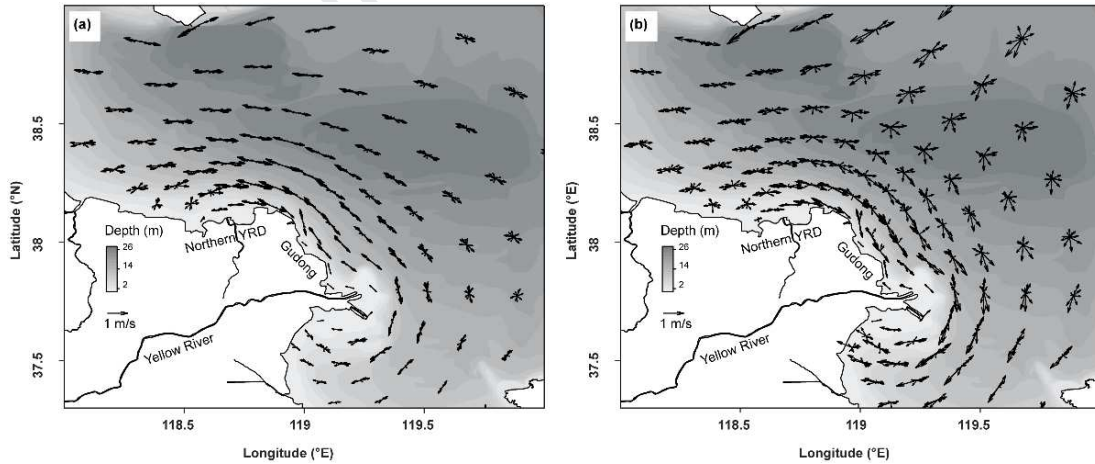 (a)
38.5
38
37.5
Latitude (°N)
Depth (m)
26
14
2
1 m/s
Northern YRD
Gudong
Yellow River
118.5
119
119.5
Longitude (°E)
(b)
38.5
38
37.5
Latitude (°E)
Depth (m)
26
14
2
1 m/s
Northern YRD
Gudong
Yellow River
118.5
119
119.5
Longitude (°E)